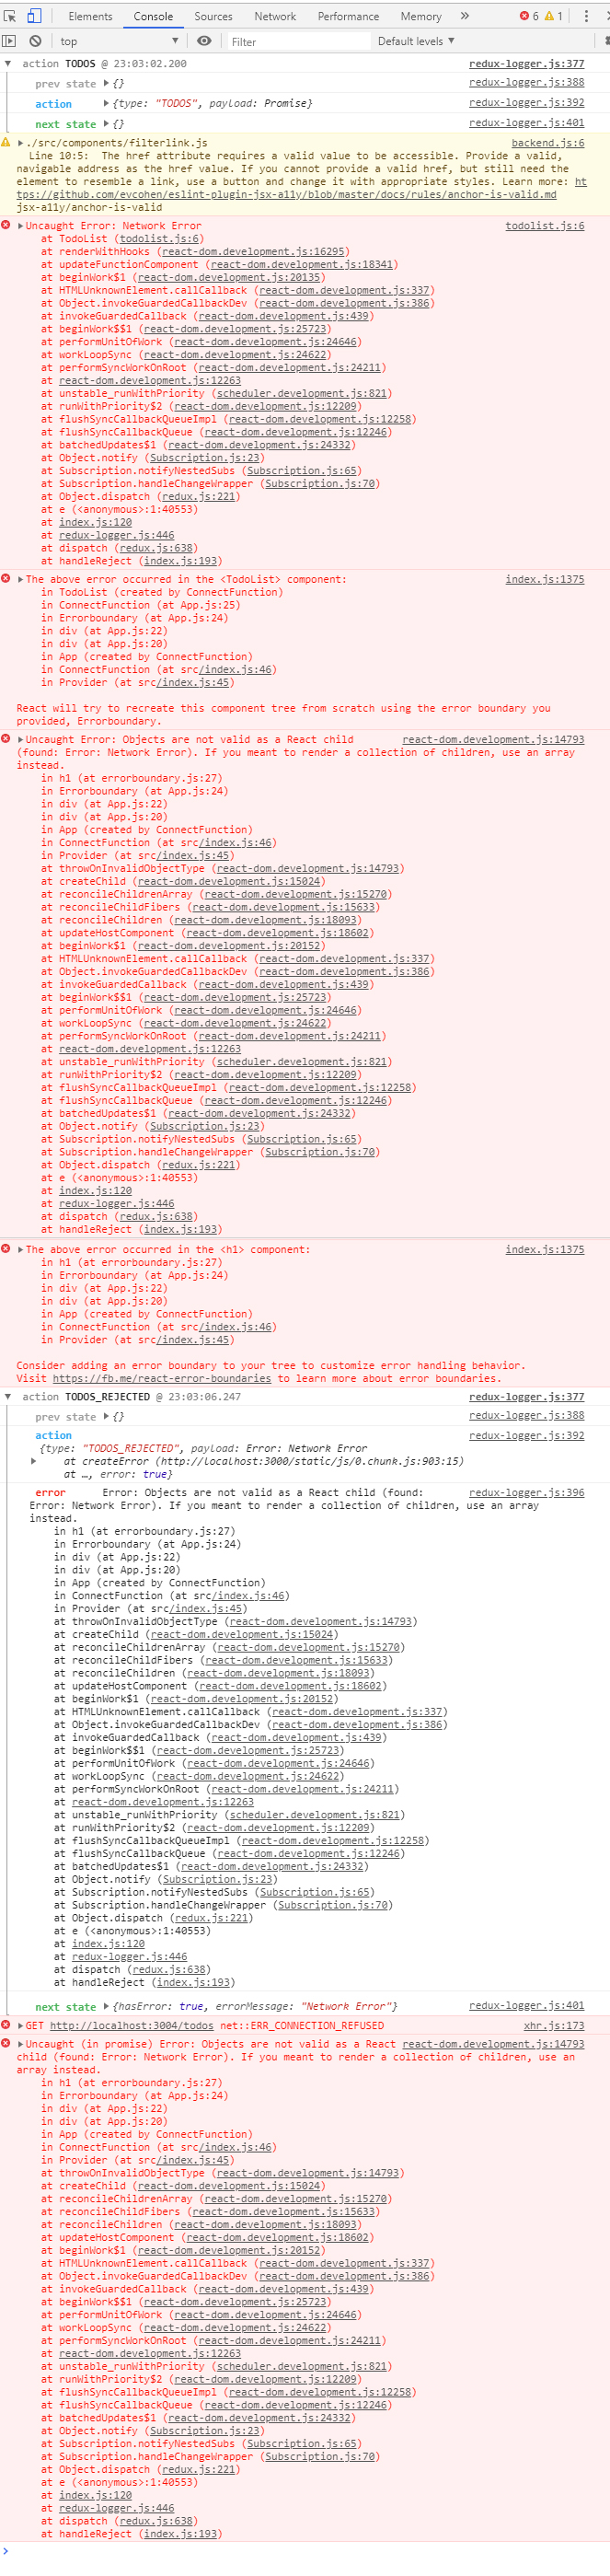 Elements Console Sources Network Performance Memory » 6 1
top Filter Default levels ▼
▼ action TODOS @ 23:03:02.200 redux-logger.js:377
prev state ▶{} redux-logger.js:388
action ▶{type: "TODOS", payload: Promise} redux-logger.js:392
next state ▶{} redux-logger.js:401
▶./src/components/filterlink.js backend.js:6
Line 10:5: The href attribute requires a valid value to be accessible. Provide a valid,
navigable address as the href value. If you cannot provide a valid href, but still need
the element to resemble a link, use a button and change it with appropriate styles. Learn more: ht
tps://github.com/evcohen/eslint-plugin-jsx-a11y/blob/master/docs/rules/anchor-is-valid.md
jsx-a11y/anchor-is-valid
▶Uncaught Error: Network Error todolist.js:6
at TodoList (todolist.js:6)
at renderWithHooks (react-dom.development.js:16295)
at updateFunctionComponent (react-dom.development.js:18341)
at beginWork$1 (react-dom.development.js:20135)
at HTMLUnknownElement.callCallback (react-dom.development.js:337)
at Object.invokeGuardedCallbackDev (react-dom.development.js:386)
at invokeGuardedCallback (react-dom.development.js:439)
at beginWork$$1 (react-dom.development.js:25723)
at performUnitOfWork (react-dom.development.js:24646)
at workLoopSync (react-dom.development.js:24622)
at performSyncWorkOnRoot (react-dom.development.js:24211)
at react-dom.development.js:12263
at unstable_runWithPriority (scheduler.development.js:821)
at runWithPriority$2 (react-dom.development.js:12209)
at flushSyncCallbackQueueImpl (react-dom.development.js:12258)
at flushSyncCallbackQueue (react-dom.development.js:12246)
at batchedUpdates$1 (react-dom.development.js:24332)
at Object.notify (Subscription.js:23)
at Subscription.notifyNestedSubs (Subscription.js:65)
at Subscription.handleChangeWrapper (Subscription.js:70)
at Object.dispatch (redux.js:221)
at e (<anonymous>:1:40553)
at index.js:120
at redux-logger.js:446
at dispatch (redux.js:638)
at handleReject (index.js:193)
▶The above error occurred in the <TodoList> component: index.js:1375
in TodoList (created by ConnectFunction)
in ConnectFunction (at App.js:25)
in Errorboundary (at App.js:24)
in div (at App.js:22)
in div (at App.js:20)
in App (created by ConnectFunction)
in ConnectFunction (at src/index.js:46)
in Provider (at src/index.js:45)
React will try to recreate this component tree from scratch using the error boundary you
provided, Errorboundary.
▶Uncaught Error: Objects are not valid as a React child react-dom.development.js:14793
(found: Error: Network Error). If you meant to render a collection of children, use an array
instead.
in h1 (at errorboundary.js:27)
in Errorboundary (at App.js:24)
in div (at App.js:22)
in div (at App.js:20)
in App (created by ConnectFunction)
in ConnectFunction (at src/index.js:46)
in Provider (at src/index.js:45)
at throwOnInvalidObjectType (react-dom.development.js:14793)
at createChild (react-dom.development.js:15024)
at reconcileChildrenArray (react-dom.development.js:15270)
at reconcileChildFibers (react-dom.development.js:15633)
at reconcileChildren (react-dom.development.js:18093)
at updateHostComponent (react-dom.development.js:18602)
at beginWork$1 (react-dom.development.js:20152)
at HTMLUnknownElement.callCallback (react-dom.development.js:337)
at Object.invokeGuardedCallbackDev (react-dom.development.js:386)
at invokeGuardedCallback (react-dom.development.js:439)
at beginWork$$1 (react-dom.development.js:25723)
at performUnitOfWork (react-dom.development.js:24646)
at workLoopSync (react-dom.development.js:24622)
at performSyncWorkOnRoot (react-dom.development.js:24211)
at react-dom.development.js:12263
at unstable_runWithPriority (scheduler.development.js:821)
at runWithPriority$2 (react-dom.development.js:12209)
at flushSyncCallbackQueueImpl (react-dom.development.js:12258)
at flushSyncCallbackQueue (react-dom.development.js:12246)
at batchedUpdates$1 (react-dom.development.js:24332)
at Object.notify (Subscription.js:23)
at Subscription.notifyNestedSubs (Subscription.js:65)
at Subscription.handleChangeWrapper (Subscription.js:70)
at Object.dispatch (redux.js:221)
at e (<anonymous>:1:40553)
at index.js:120
at redux-logger.js:446
at dispatch (redux.js:638)
at handleReject (index.js:193)
▶The above error occurred in the <h1> component: index.js:1375
in h1 (at errorboundary.js:27)
in Errorboundary (at App.js:24)
in div (at App.js:22)
in div (at App.js:20)
in App (created by ConnectFunction)
in ConnectFunction (at src/index.js:46)
in Provider (at src/index.js:45)
Consider adding an error boundary to your tree to customize error handling behavior.
Visit https://fb.me/react-error-boundaries to learn more about error boundaries.
▼ action TODOS_REJECTED @ 23:03:06.247 redux-logger.js:377
prev state ▶{} redux-logger.js:388
action redux-logger.js:392
{type: "TODOS_REJECTED", payload: Error: Network Error
▶ at createError (http://localhost:3000/static/js/0.chunk.js:903:15)
at …, error: true}
error Error: Objects are not valid as a React child (found: redux-logger.js:396
Error: Network Error). If you meant to render a collection of children, use an array
instead.
in h1 (at errorboundary.js:27)
in Errorboundary (at App.js:24)
in div (at App.js:22)
in div (at App.js:20)
in App (created by ConnectFunction)
in ConnectFunction (at src/index.js:46)
in Provider (at src/index.js:45)
at throwOnInvalidObjectType (react-dom.development.js:14793)
at createChild (react-dom.development.js:15024)
at reconcileChildrenArray (react-dom.development.js:15270)
at reconcileChildFibers (react-dom.development.js:15633)
at reconcileChildren (react-dom.development.js:18093)
at updateHostComponent (react-dom.development.js:18602)
at beginWork$1 (react-dom.development.js:20152)
at HTMLUnknownElement.callCallback (react-dom.development.js:337)
at Object.invokeGuardedCallbackDev (react-dom.development.js:386)
at invokeGuardedCallback (react-dom.development.js:439)
at beginWork$$1 (react-dom.development.js:25723)
at performUnitOfWork (react-dom.development.js:24646)
at workLoopSync (react-dom.development.js:24622)
at performSyncWorkOnRoot (react-dom.development.js:24211)
at react-dom.development.js:12263
at unstable_runWithPriority (scheduler.development.js:821)
at runWithPriority$2 (react-dom.development.js:12209)
at flushSyncCallbackQueueImpl (react-dom.development.js:12258)
at flushSyncCallbackQueue (react-dom.development.js:12246)
at batchedUpdates$1 (react-dom.development.js:24332)
at Object.notify (Subscription.js:23)
at Subscription.notifyNestedSubs (Subscription.js:65)
at Subscription.handleChangeWrapper (Subscription.js:70)
at Object.dispatch (redux.js:221)
at e (<anonymous>:1:40553)
at index.js:120
at redux-logger.js:446
at dispatch (redux.js:638)
at handleReject (index.js:193)
next state ▶{hasError: true, errorMessage: "Network Error"} redux-logger.js:401
▶GET http://localhost:3004/todos net::ERR_CONNECTION_REFUSED xhr.js:173
▶Uncaught (in promise) Error: Objects are not valid as a React react-dom.development.js:14793
child (found: Error: Network Error). If you meant to render a collection of children, use an
array instead.
in h1 (at errorboundary.js:27)
in Errorboundary (at App.js:24)
in div (at App.js:22)
in div (at App.js:20)
in App (created by ConnectFunction)
in ConnectFunction (at src/index.js:46)
in Provider (at src/index.js:45)
at throwOnInvalidObjectType (react-dom.development.js:14793)
at createChild (react-dom.development.js:15024)
at reconcileChildrenArray (react-dom.development.js:15270)
at reconcileChildFibers (react-dom.development.js:15633)
at reconcileChildren (react-dom.development.js:18093)
at updateHostComponent (react-dom.development.js:18602)
at beginWork$1 (react-dom.development.js:20152)
at HTMLUnknownElement.callCallback (react-dom.development.js:337)
at Object.invokeGuardedCallbackDev (react-dom.development.js:386)
at invokeGuardedCallback (react-dom.development.js:439)
at beginWork$$1 (react-dom.development.js:25723)
at performUnitOfWork (react-dom.development.js:24646)
at workLoopSync (react-dom.development.js:24622)
at performSyncWorkOnRoot (react-dom.development.js:24211)
at react-dom.development.js:12263
at unstable_runWithPriority (scheduler.development.js:821)
at runWithPriority$2 (react-dom.development.js:12209)
at flushSyncCallbackQueueImpl (react-dom.development.js:12258)
at flushSyncCallbackQueue (react-dom.development.js:12246)
at batchedUpdates$1 (react-dom.development.js:24332)
at Object.notify (Subscription.js:23)
at Subscription.notifyNestedSubs (Subscription.js:65)
at Subscription.handleChangeWrapper (Subscription.js:70)
at Object.dispatch (redux.js:221)
at e (<anonymous>:1:40553)
at index.js:120
at redux-logger.js:446
at dispatch (redux.js:638)
at handleReject (index.js:193)